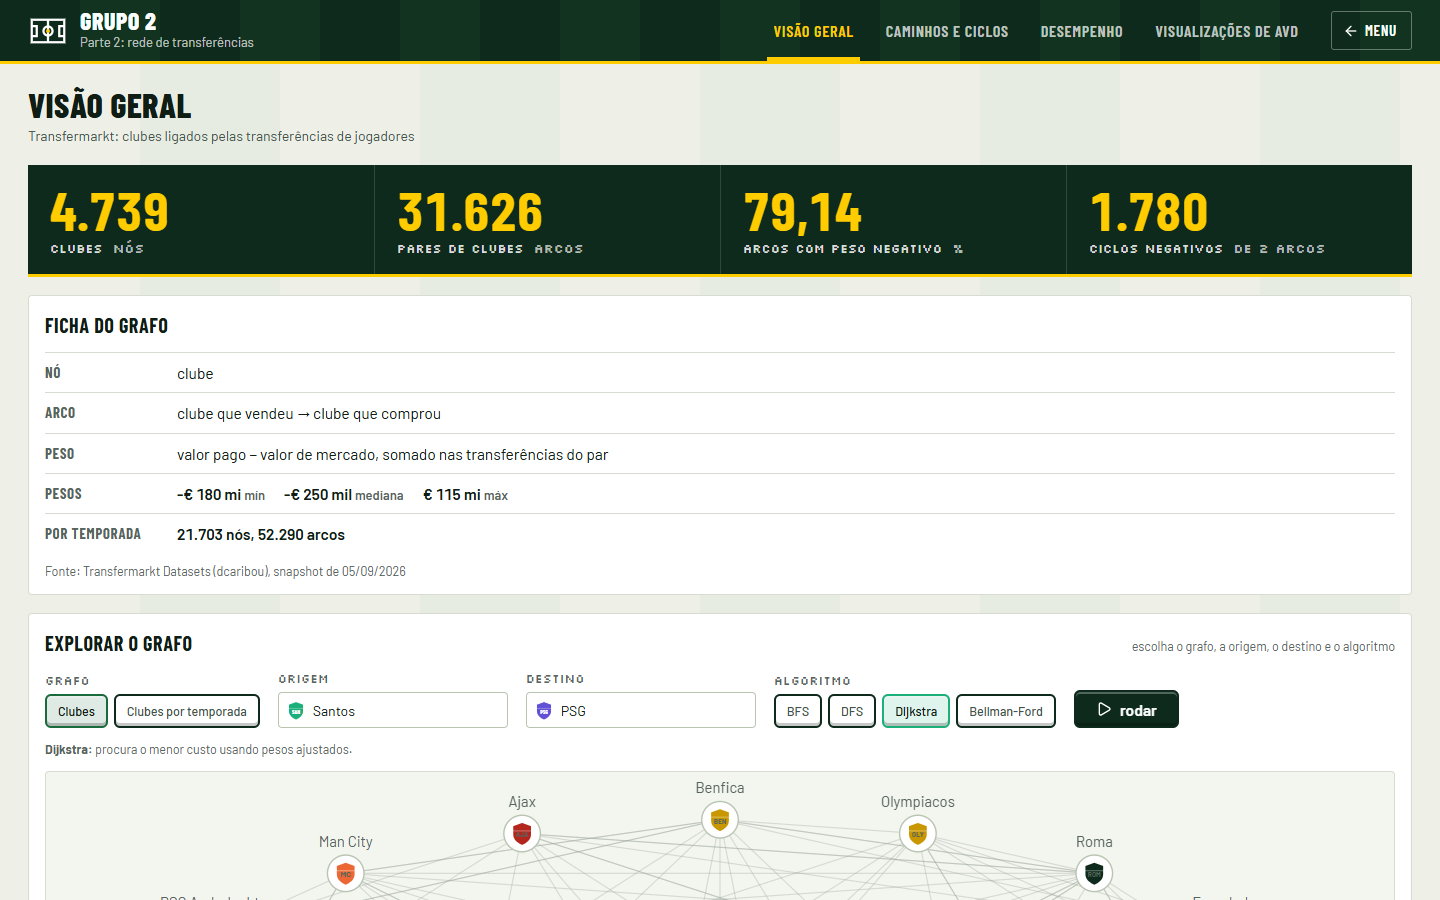 GRUPO 2
Parte 2: rede de transferências
VISÃO GERAL
CAMINHOS E CICLOS
DESEMPENHO
VISUALIZAÇÕES DE AVD
← MENU
VISÃO GERAL
Transfermarkt: clubes ligados pelas transferências de jogadores
4.739
CLUBES NÓS
31.626
PARES DE CLUBES ARCOS
79,14
ARCOS COM PESO NEGATIVO %
1.780
CICLOS NEGATIVOS DE 2 ARCOS
FICHA DO GRAFO
NÓ clube
ARCO clube que vendeu → clube que comprou
PESO valor pago – valor de mercado, somado nas transferências do par
PESOS -€ 180 mi mín -€ 250 mil mediana € 115 mi máx
POR TEMPORADA 21.703 nós, 52.290 arcos
Fonte: Transfermarkt Datasets (dcaribou), snapshot de 05/09/2026
EXPLORAR O GRAFO
escolha o grafo, a origem, o destino e o algoritmo
GRAFO
Clubes
Clubes por temporada
ORIGEM
SAN Santos
DESTINO
PSG PSG
ALGORITMO
BFS
DFS
Dijkstra
Bellman-Ford
rodar
Dijkstra: procura o menor custo usando pesos ajustados.
Benfica
BEN
Ajax
Olympiacos
OLY
Man City
MC
Roma
ROM